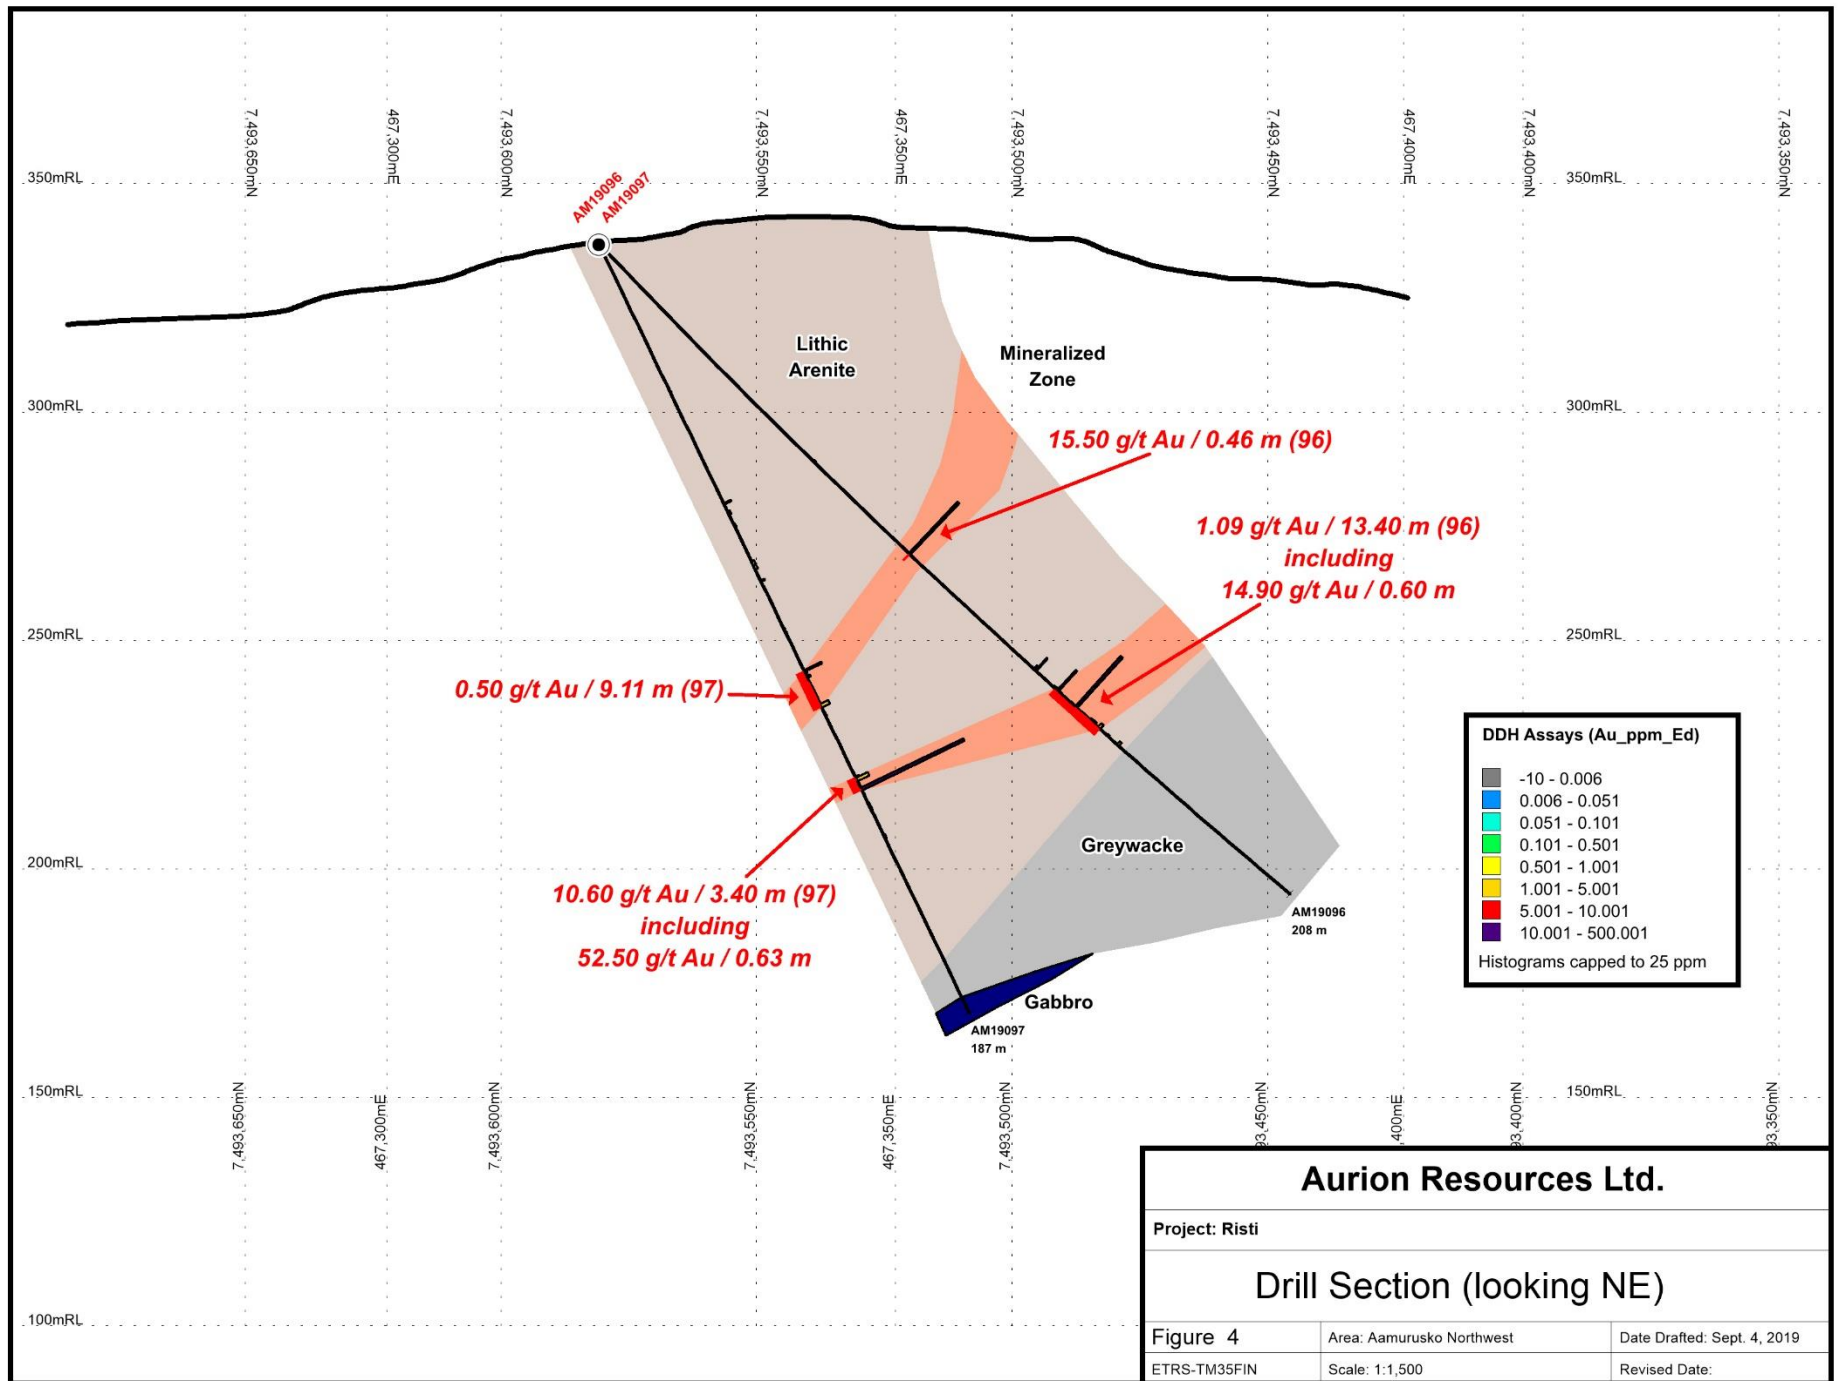 7,493,650mN
467,300mE
7,493,600mN
7,493,550mN
467,350mE
7,493,500mN
7,493,450mN
467,400mE
7,493,400mN
7,493,350mN
350mRL
350mRL
AM19096
AM19097
Lithic
Arenite
Mineralized
Zone
300mRL
300mRL
15.50 g/t Au / 0.46 m (96)
1.09 g/t Au / 13.40 m (96)
including
14.90 g/t Au / 0.60 m
250mRL
250mRL
0.50 g/t Au / 9.11 m (97)
DDH Assays (Au_ppm_Ed)
-10 - 0.006
0.006 - 0.051
0.051 - 0.101
0.101 - 0.501
0.501 - 1.001
1.001 - 5.001
5.001 - 10.001
10.001 - 500.001
Histograms capped to 25 ppm
Greywacke
200mRL
200mRL
10.60 g/t Au / 3.40 m (97)
including
52.50 g/t Au / 0.63 m
AM19096
208 m
Gabbro
AM19097
187 m
150mRL
150mRL
7,493,650mN
467,300mE
7,493,600mN
7,493,550mN
467,350mE
7,493,500mN
93,450mN
,400mE
93,400mN
93,350mN
100mRL
Aurion Resources Ltd.
Project: Risti
Drill Section (looking NE)
Figure 4
Area: Aamurusko Northwest
Date Drafted: Sept. 4, 2019
ETRS-TM35FIN
Scale: 1:1,500
Revised Date: